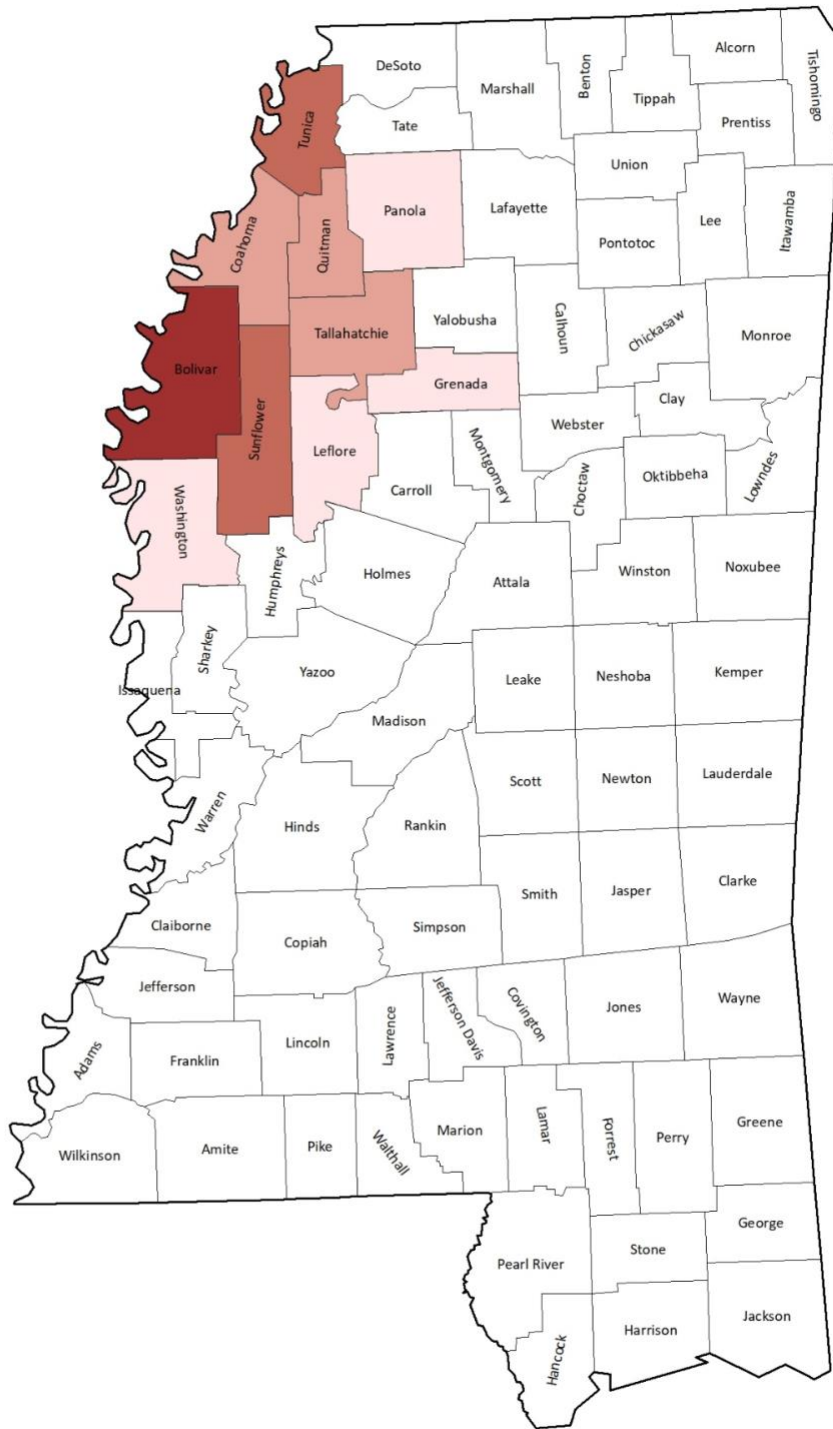 DeSoto
Marshall
Benton
Tippah
Alcorn
Tishomingo
Prentiss
Tunica
Tate
Union
Panola
Lafayette
Pontotoc
Lee
Itawamba
Coahoma
Quitman
Tallahatchie
Yalobusha
Calhoun
Chickasaw
Monroe
Bolivar
Grenada
Clay
Sunflower
Leflore
Webster
Montgomery
Carroll
Choctaw
Oktibbeha
Lowndes
Washington
Humphreys
Holmes
Attala
Winston
Noxubee
Sharkey
Issaquena
Yazoo
Leake
Neshoba
Kemper
Madison
Warren
Hinds
Rankin
Scott
Newton
Lauderdale
Claiborne
Copiah
Simpson
Smith
Jasper
Clarke
Jefferson
Adams
Franklin
Lincoln
Lawrence
Jefferson Davis
Covington
Jones
Wayne
Wilkinson
Amite
Pike
Walthall
Marion
Lamar
Forrest
Perry
Greene
George
Stone
Pearl River
Jackson
Harrison
Hancock